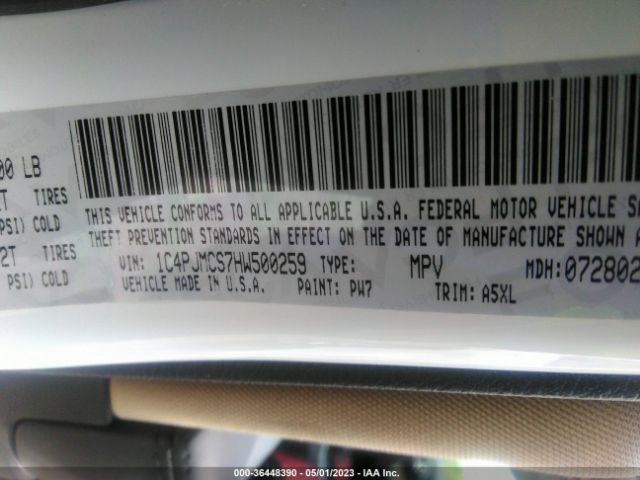 00 LB
T TIRES
PSI) COLD
2T TIRES
PSI) COLD
THIS VEHICLE CONFORMS TO ALL APPLICABLE U.S.A. FEDERAL MOTOR VEHICLE SA
THEFT PREVENTION STANDARDS IN EFFECT ON THE DATE OF MANUFACTURE SHOWN A
VIN: 1C4PJMCS7HW500259 TYPE: MPV MDH:072802
VEHICLE MADE IN U.S.A. PAINT: PW7 TRIM: A5XL
000-36448390 - 05/01/2023 - IAA Inc.